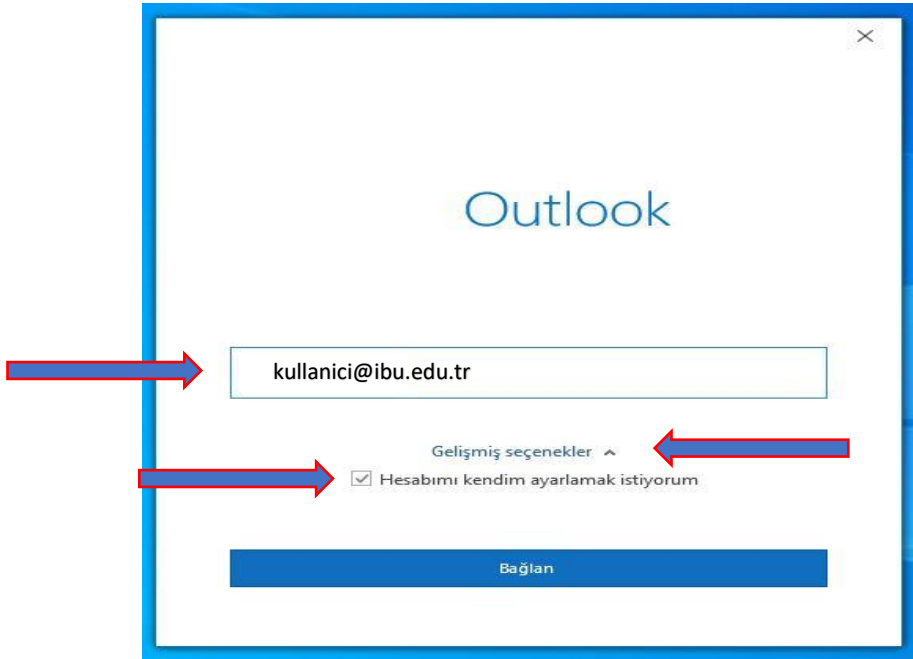 Outlook
kullanici@ibu.edu.tr
Gelişmiş seçenekler
Hesabımı kendim ayarlamak istiyorum
Bağlan